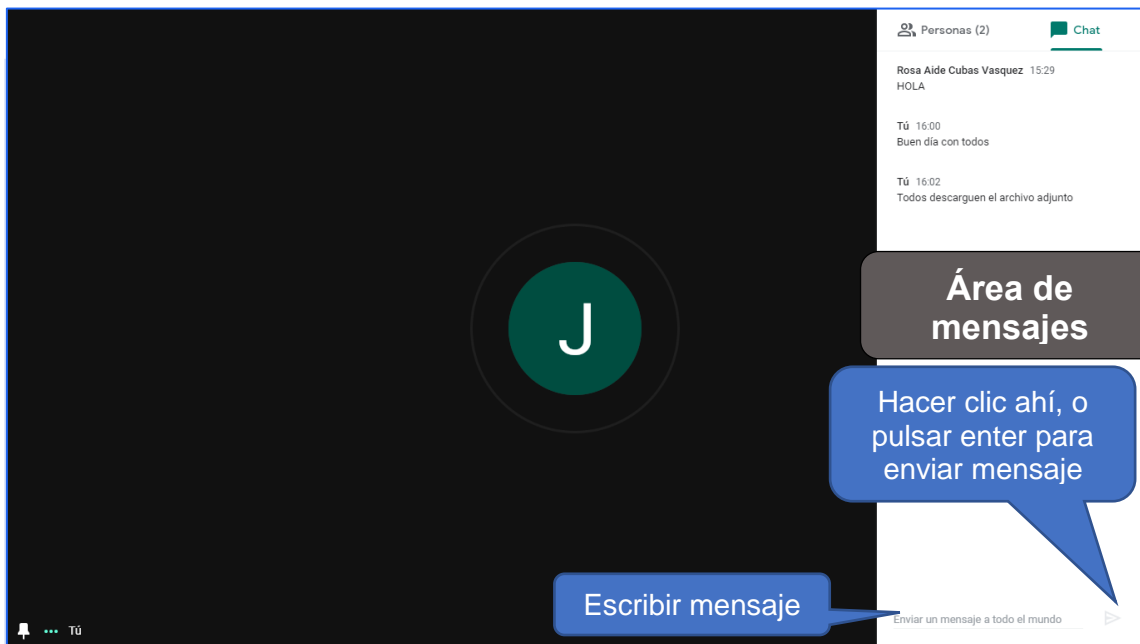 Personas (2)
Chat
Rosa Aide Cubas Vasquez 15:29
HOLA
Tú 16:00
Buen día con todos
Tú 16:02
Todos descarguen el archivo adjunto
Área de
mensajes
Hacer clic ahí, o
pulsar enter para
enviar mensaje
J
Escribir mensaje
Enviar un mensaje a todo el mundo
Tú